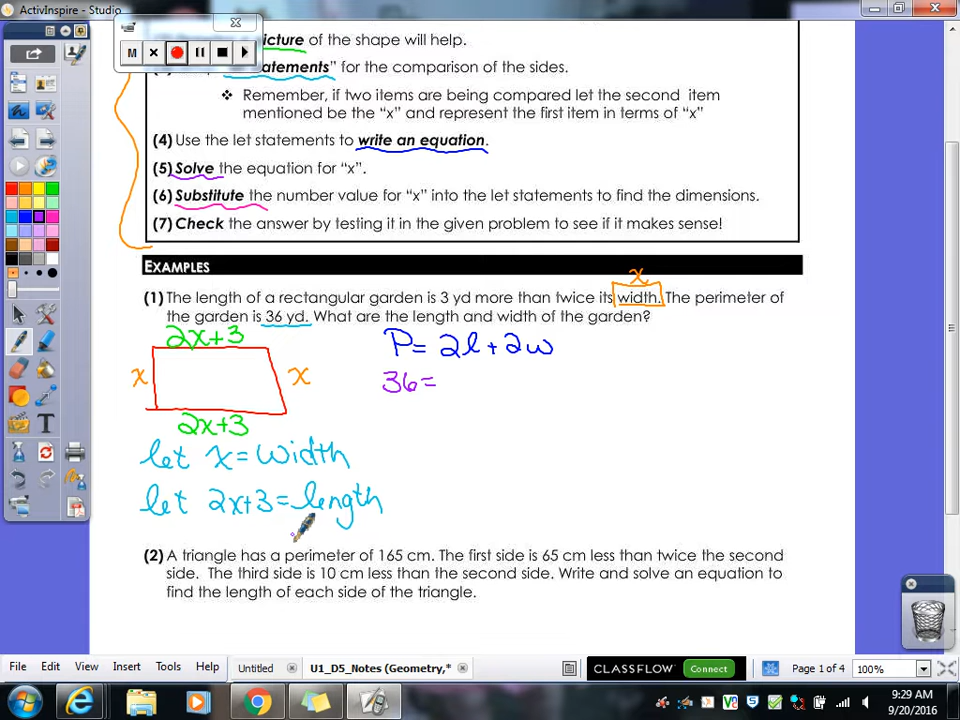 ActivInspire - Studio
M
icture of the shape will help.
tatements" for the comparison of the sides.
❖ Remember, if two items are being compared let the second item
mentioned be the "x" and represent the first item in terms of "x"
(4) Use the let statements to write an equation.
(5) Solve the equation for "x".
(6) Substitute the number value for "x" into the let statements to find the dimensions.
(7) Check the answer by testing it in the given problem to see if it makes sense!
EXAMPLES
x
(1) The length of a rectangular garden is 3 yd more than twice its width. The perimeter of
the garden is 36 yd. What are the length and width of the garden?
2x+3
P= 2l + 2w
x x
36=
2x+3
let x = width
let 2x+3 = length
(2) A triangle has a perimeter of 165 cm. The first side is 65 cm less than twice the second
side. The third side is 10 cm less than the second side. Write and solve an equation to
find the length of each side of the triangle.
File Edit View Insert Tools Help Untitled U1_D5_Notes (Geometry,* CLASSFLOW Connect Page 1 of 4 100%
9:29 AM
9/20/2016